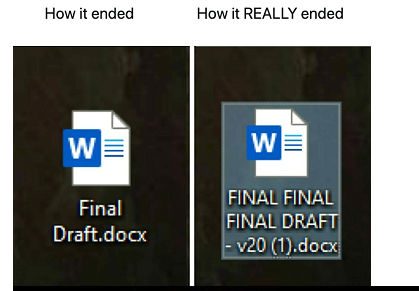 How it ended
How it REALLY ended
W
Final
Draft.docx
W
FINAL FINAL
FINAL DRAFT
- v20 (1).docx